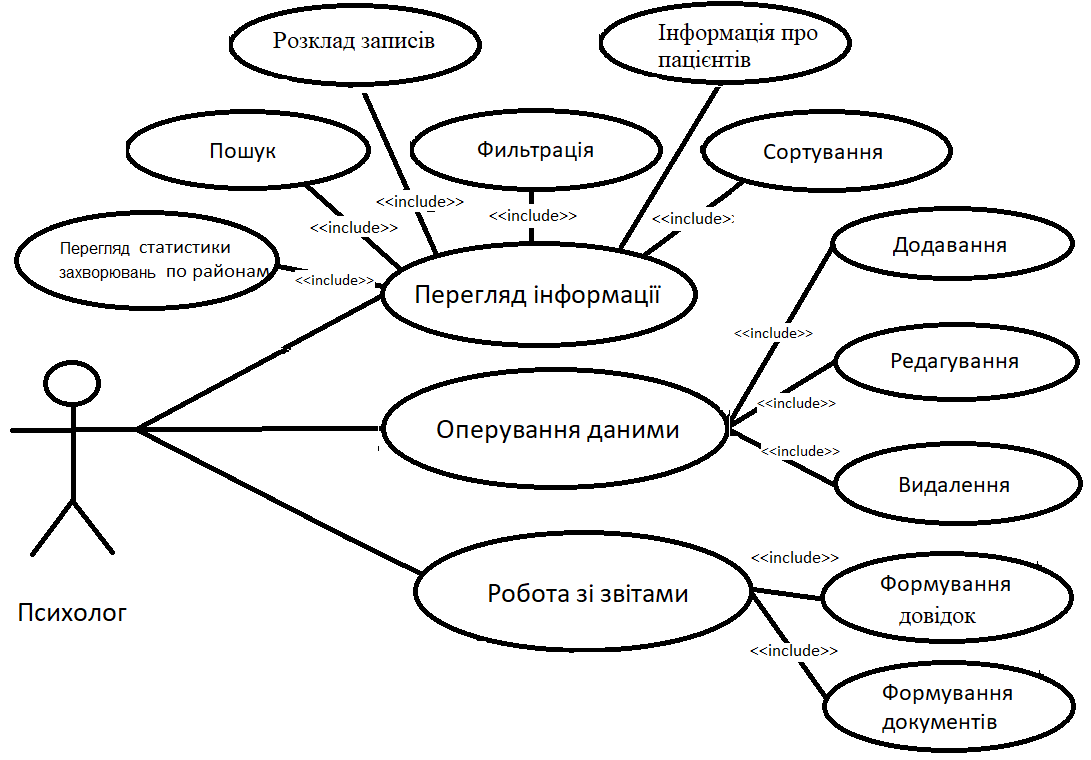 Розклад записів
Інформація про
пацієнтів
Пошук
Фильтрація
Сортування
<<include>>
<<include>>
<<include>>
<<include>>
Перегляд статистики
захворювань по районам
<<include>>
Перегляд інформації
Додавання
<<include>>
Редагування
<<include>>
Оперування даними
<<include>>
Видалення
<<include>>
Робота зі звітами
Формування
довідок
Психолог
<<include>>
Формування
документів